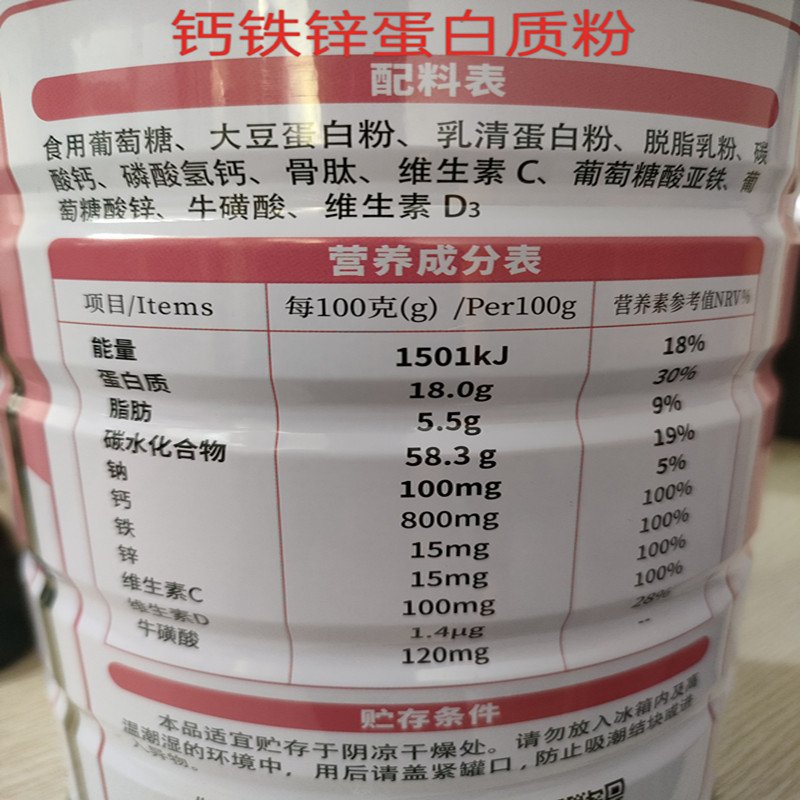 钙铁锌蛋白质粉
配料表
食用葡萄糖、大豆蛋白粉、乳清蛋白粉、脱脂乳粉、碳
酸钙、磷酸氢钙、骨肽、维生素C、葡萄糖酸亚铁、葡
萄糖酸锌、牛磺酸、维生素D3
营养成分表
项目/Items 每100克(g) /Per100g 营养素参考值NRV%
能量 1501kJ 18%
蛋白质 18.0g 30%
脂肪 5.5g 9%
碳水化合物 58.3g 19%
钠 100mg 5%
钙 800mg 100%
铁 15mg 100%
锌 15mg 100%
维生素C 100mg 100%
维生素D 1.4μg 28%
牛磺酸 120mg --
贮存条件
本品适宜贮存于阴凉干燥处。请勿放入冰箱内及高
温潮湿的环境中，用后请盖紧罐口，防止吸潮结块或进
入异物。